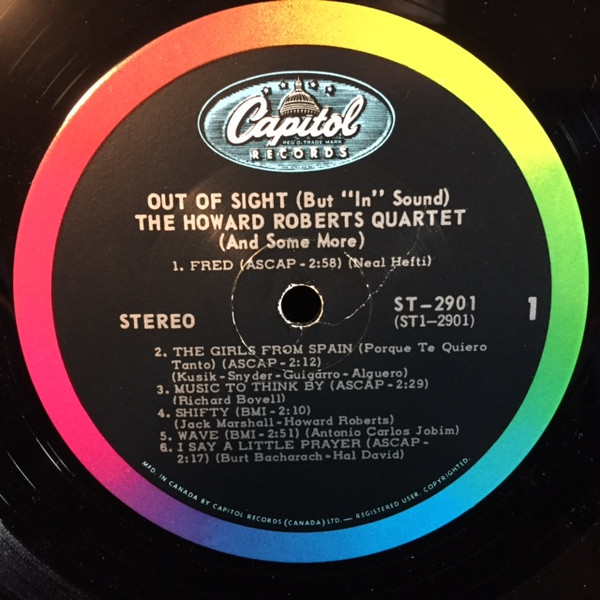 Capitol
REG'D. TRADE MARK
RECORDS
OUT OF SIGHT (But "In" Sound)
THE HOWARD ROBERTS QUARTET
(And Some More)
1. FRED (ASCAP - 2:58) (Neal Hefti)
STEREO
ST-2901
(ST1-2901)
1
2. THE GIRLS FROM SPAIN (Porque Te Quiero
Tanto) (ASCAP - 2:12)
(Kusik-Snyder-Guigarro-Alguero)
3. MUSIC TO THINK BY (ASCAP - 2:29)
(Richard Bovell)
4. SHIFTY (BMI - 2:10)
(Jack Marshall-Howard Roberts)
5. WAVE (BMI - 2:51) (Antonio Carlos Jobim)
6. I SAY A LITTLE PRAYER (ASCAP -
2:17) (Burt Bacharach-Hal David)
MFD. IN CANADA BY CAPITOL RECORDS (CANADA) LTD. — REGISTERED USER. COPYRIGHTED.